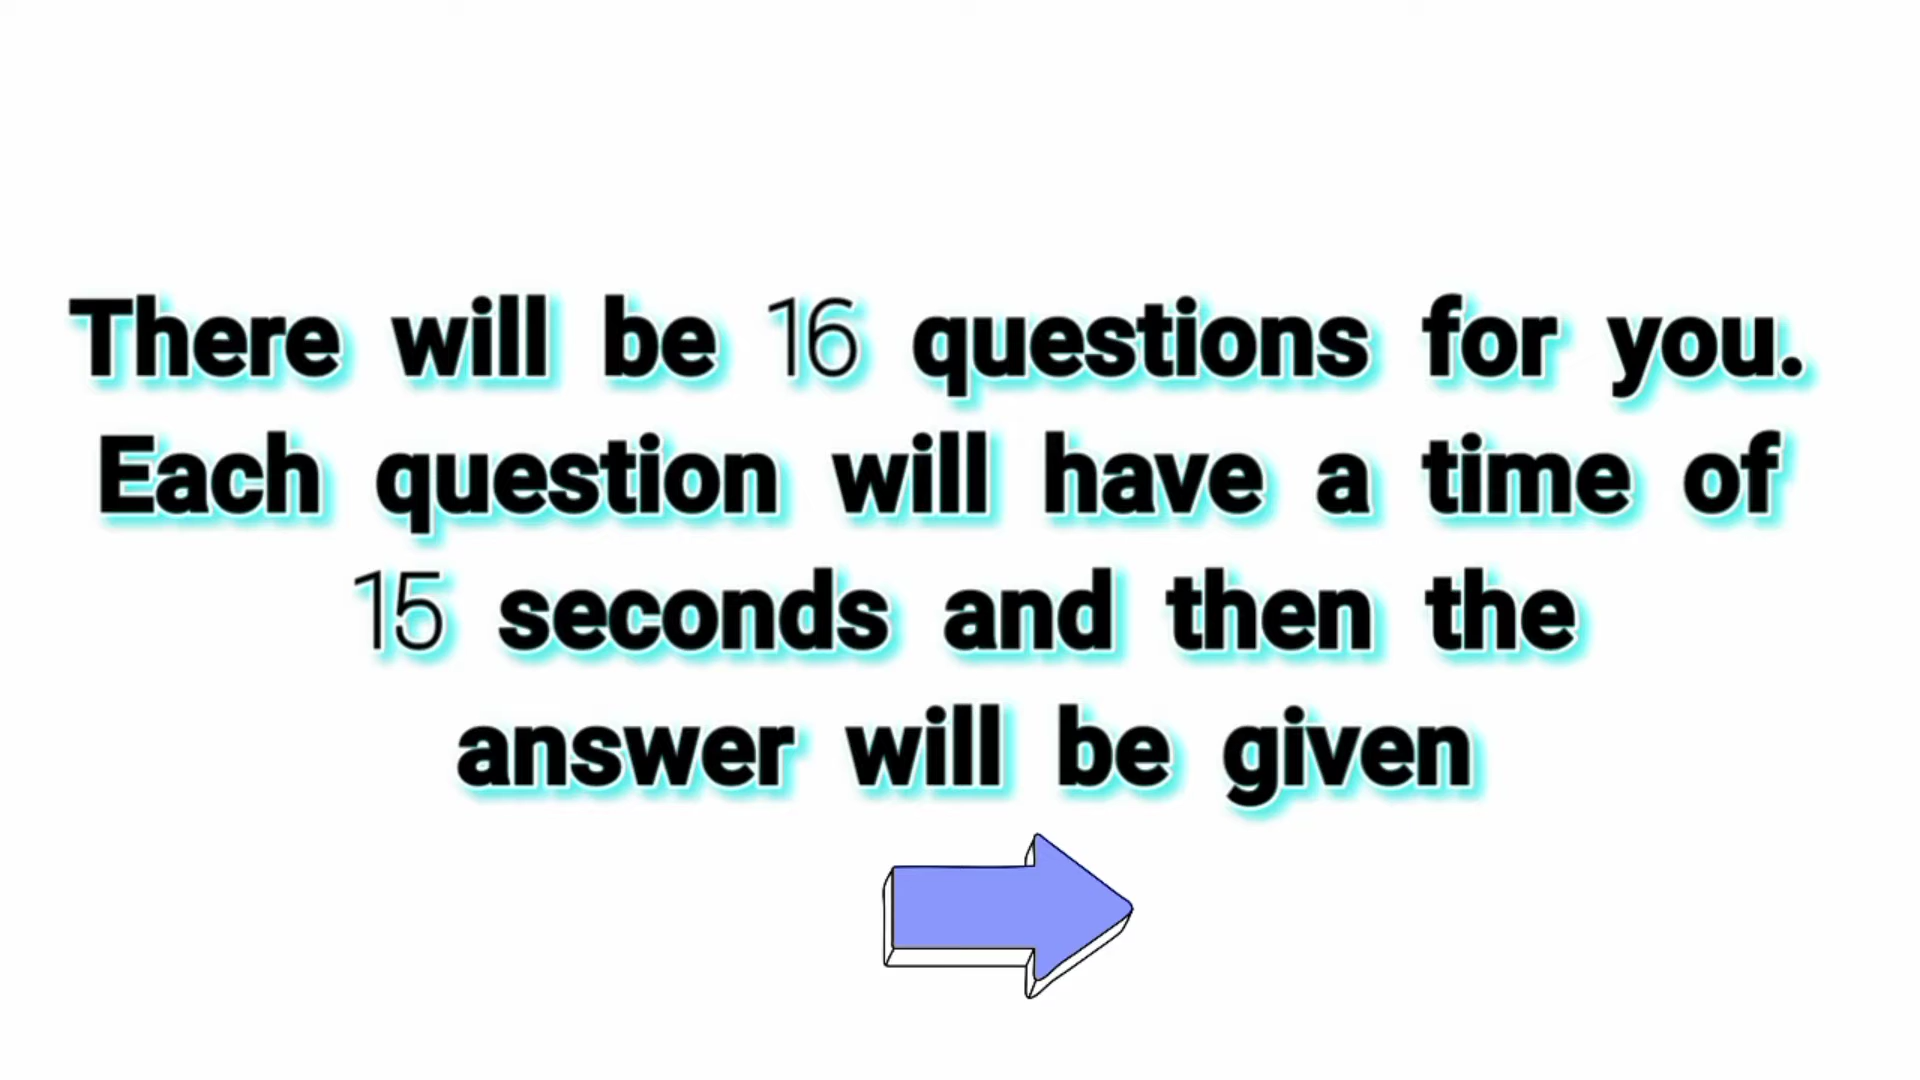 There will be 16 questions for you.
Each question will have a time of
15 seconds and then the
answer will be given